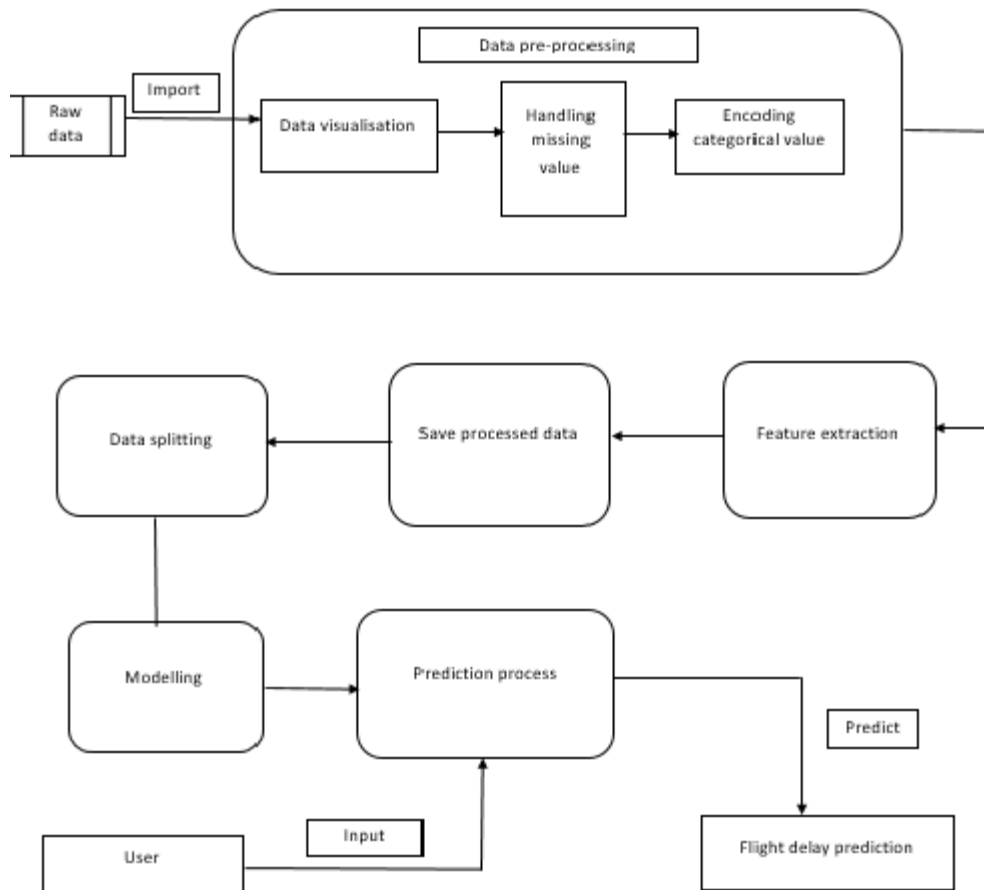 Data pre-processing
Import
Raw
data
Data visualisation
Handling
missing
value
Encoding
categorical value
Data splitting
Save processed data
Feature extraction
Modelling
Prediction process
Predict
Input
User
Flight delay prediction